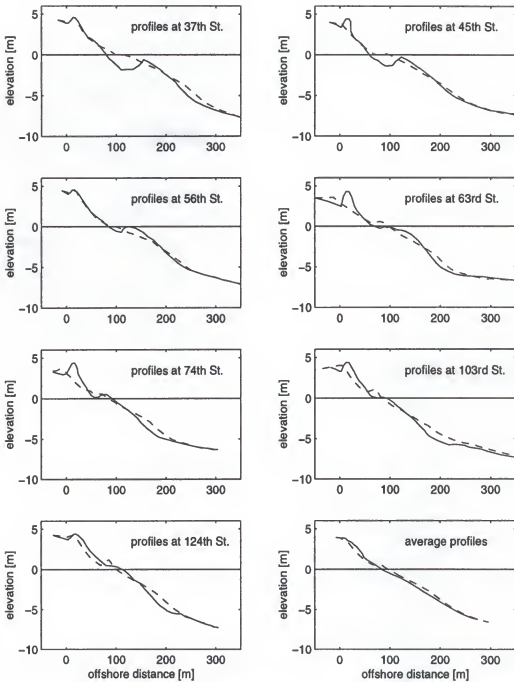 profiles at 37th St.
elevation [m]
5
0
−5
−10
0 100 200 300
profiles at 45th St.
elevation [m]
5
0
−5
−10
0 100 200 300
profiles at 56th St.
elevation [m]
5
0
−5
−10
0 100 200 300
profiles at 63rd St.
elevation [m]
5
0
−5
−10
0 100 200 300
profiles at 74th St.
elevation [m]
5
0
−5
−10
0 100 200 300
profiles at 103rd St.
elevation [m]
5
0
−5
−10
0 100 200 300
profiles at 124th St.
elevation [m]
5
0
−5
−10
0 100 200 300
offshore distance [m]
average profiles
elevation [m]
5
0
−5
−10
0 100 200 300
offshore distance [m]